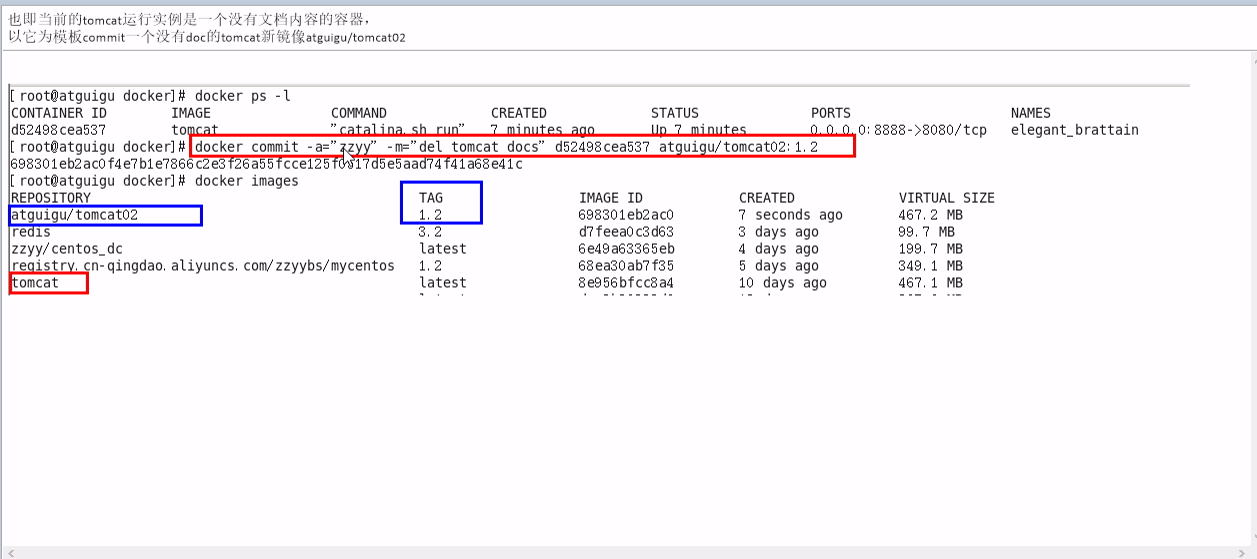 也即当前的tomcat运行实例是一个没有文档内容的容器，
以它为模板commit一个没有doc的tomcat新镜像atguigu/tomcat02
[root@atguigu docker]# docker ps -l
CONTAINER ID IMAGE COMMAND CREATED STATUS PORTS NAMES
d52498cea537 tomcat "catalina.sh run" 7 minutes ago Up 7 minutes 0.0.0.0:8888->8080/tcp elegant_brattain
[root@atguigu docker]# docker commit -a="zzyy" -m="del tomcat docs" d52498cea537 atguigu/tomcat02:1.2
[root@atguigu docker]# docker images
REPOSITORY TAG IMAGE ID CREATED VIRTUAL SIZE
atguigu/tomcat02 1.2 698301eb2ac0 7 seconds ago 467.2 MB
redis 3.2 d7feea0c3d63 3 days ago 99.7 MB
zzyy/centos_dc latest 6e49a63365eb 4 days ago 199.7 MB
registry.cn-qingdao.aliyuncs.com/zzyybs/mycentos 1.2 68ea30ab7f35 5 days ago 349.1 MB
tomcat latest 8e956bfcc8a4 10 days ago 467.1 MB